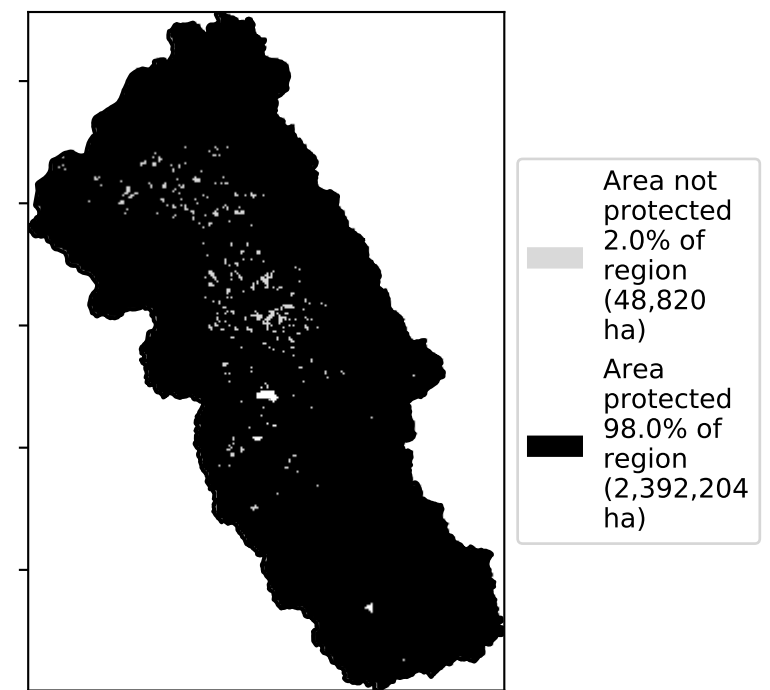 Area not
protected
2.0% of
region
(48,820
ha)
Area
protected
98.0% of
region
(2,392,204
ha)